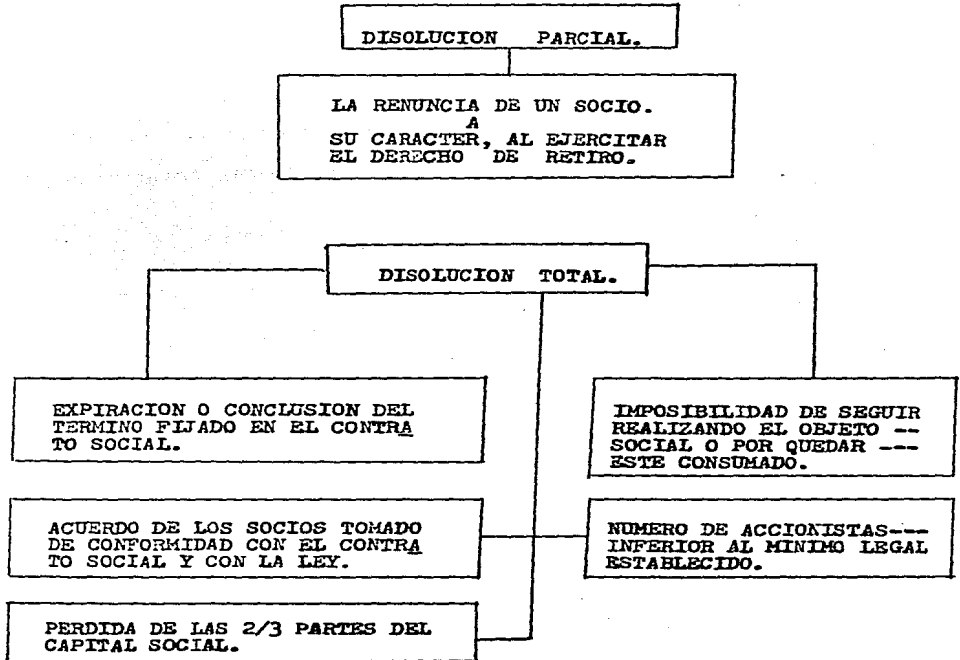 DISOLUCION PARCIAL.
LA RENUNCIA DE UN SOCIO.
A
SU CARACTER, AL EJERCITAR
EL DERECHO DE RETIRO.
DISOLUCION TOTAL.
EXPIRACION O CONCLUSION DEL
TERMINO FIJADO EN EL CONTRA
TO SOCIAL.
IMPOSIBILIDAD DE SEGUIR
REALIZANDO EL OBJETO --
SOCIAL O POR QUEDAR ---
ESTE CONSUMADO.
ACUERDO DE LOS SOCIOS TOMADO
DE CONFORMIDAD CON EL CONTRA
TO SOCIAL Y CON LA LEY.
NUMERO DE ACCIONISTAS---
INFERIOR AL MINIMO LEGAL
ESTABLECIDO.
PERDIDA DE LAS 2/3 PARTES DEL
CAPITAL SOCIAL.